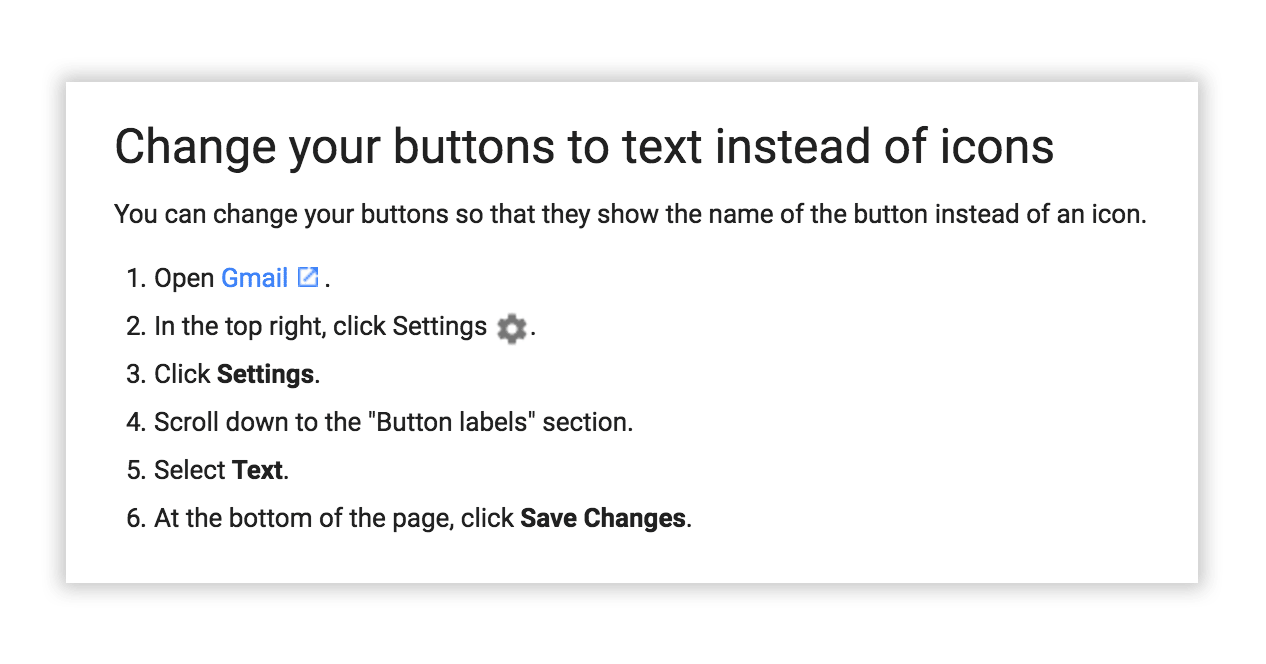 Change your buttons to text instead of icons
You can change your buttons so that they show the name of the button instead of an icon.
1. Open Gmail .
2. In the top right, click Settings .
3. Click Settings.
4. Scroll down to the "Button labels" section.
5. Select Text.
6. At the bottom of the page, click Save Changes.